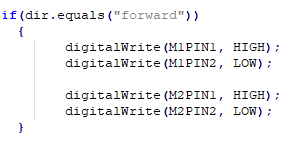 if(dir.equals("forward"))
{
digitalWrite(M1PIN1, HIGH);
digitalWrite(M1PIN2, LOW);
digitalWrite(M2PIN1, HIGH);
digitalWrite(M2PIN2, LOW);
}